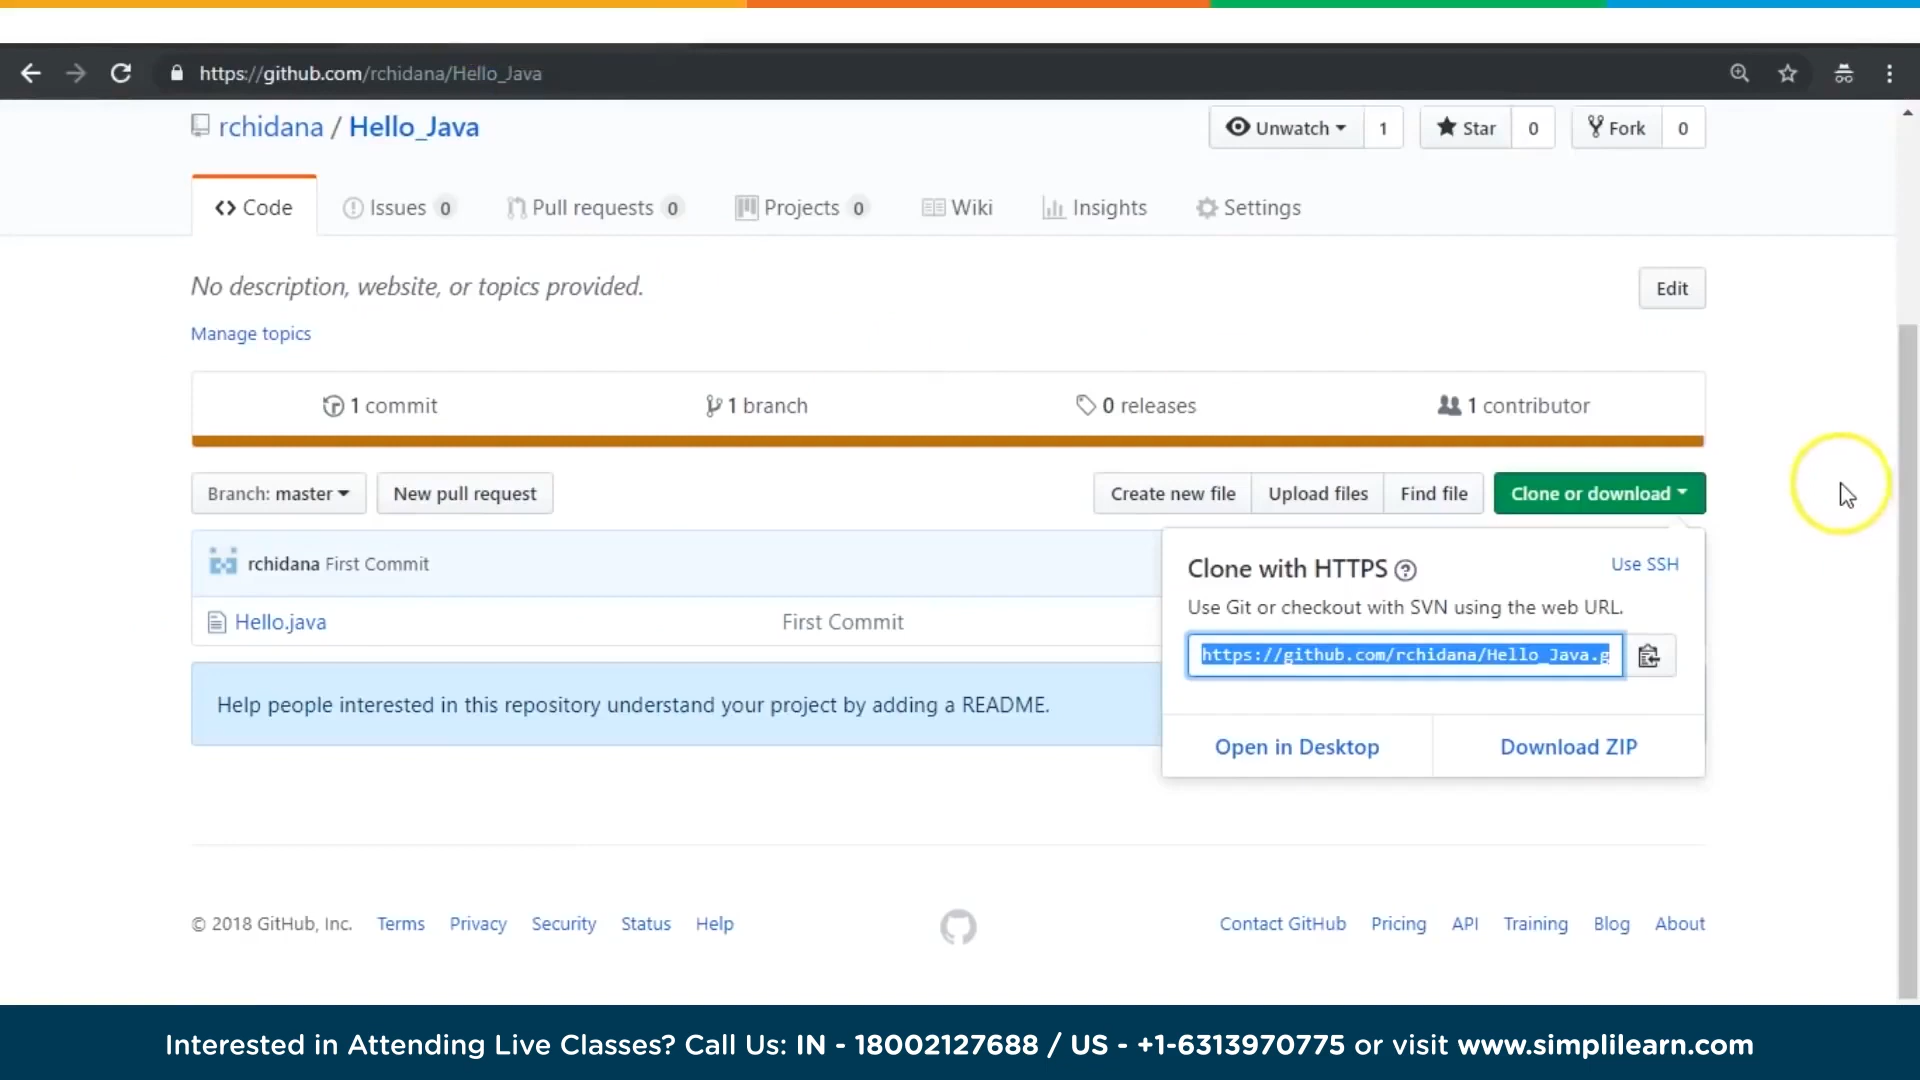 https://github.com/rchidana/Hello_Java
rchidana / Hello_Java
Unwatch 1 Star 0 Fork 0
Code Issues 0 Pull requests 0 Projects 0 Wiki Insights Settings
No description, website, or topics provided.
Edit
Manage topics
1 commit 1 branch 0 releases 1 contributor
Branch: master New pull request Create new file Upload files Find file Clone or download
rchidana First Commit
Hello.java First Commit
Help people interested in this repository understand your project by adding a README.
Clone with HTTPS ?
Use SSH
Use Git or checkout with SVN using the web URL.
https://github.com/rchidana/Hello_Java.g
Open in Desktop Download ZIP
© 2018 GitHub, Inc. Terms Privacy Security Status Help Contact GitHub Pricing API Training Blog About
Interested in Attending Live Classes? Call Us: IN - 18002127688 / US - +1-6313970775 or visit www.simplilearn.com